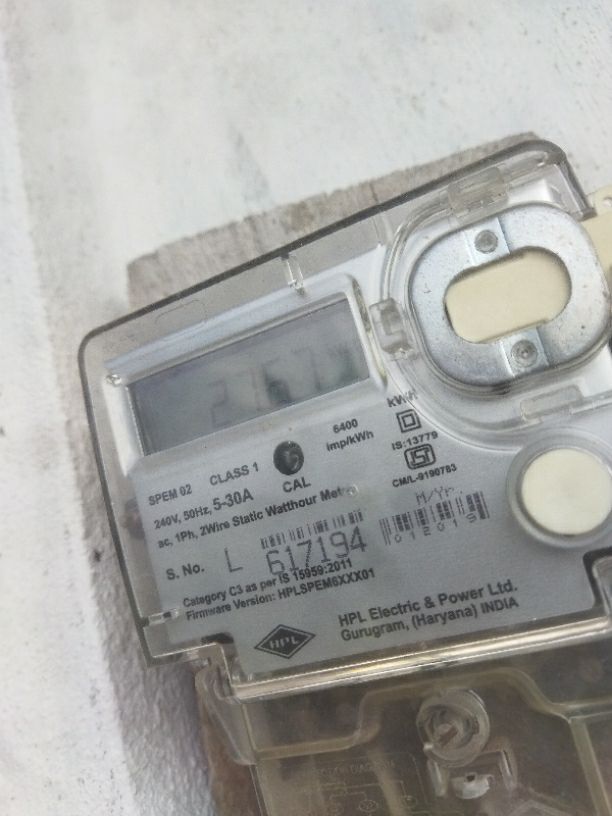 6400
imp/kWh
KWH
IS:13779
CM/L-9190783
SPEM 02 CLASS 1
CAL
240V, 50Hz, 5-30A
ac, 1Ph, 2Wire Static Watthour Meter
M/Yr.
012019
S. No. L 617194
Category C3 as per IS 15959:2011
Firmware Version: HPLSPEM6XXX01
HPL
HPL Electric & Power Ltd.
Gurugram, (Haryana) INDIA